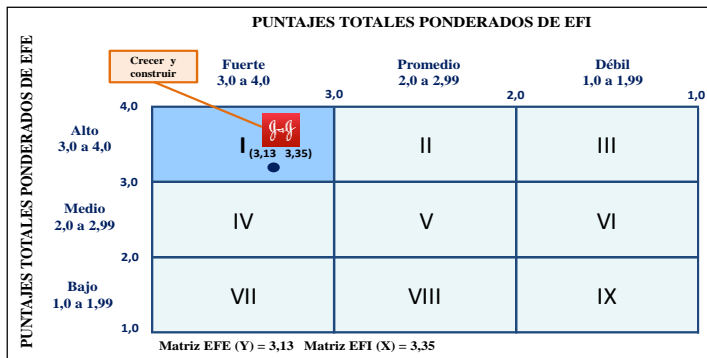 PUNTAJES TOTALES PONDERADOS DE EFI
PUNTAJES TOTALES PONDERADOS DE EFE
Crecer y
construir
Fuerte
3,0 a 4,0
Promedio
2,0 a 2,99
Débil
1,0 a 1,99
4,0
3,0
2,0
1,0
Alto
3,0 a 4,0
I
J&J
(3,13 3,35)
II
III
3,0
Medio
2,0 a 2,99
IV
V
VI
2,0
Bajo
1,0 a 1,99
VII
VIII
IX
1,0
Matriz EFE (Y) = 3,13 Matriz EFI (X) = 3,35